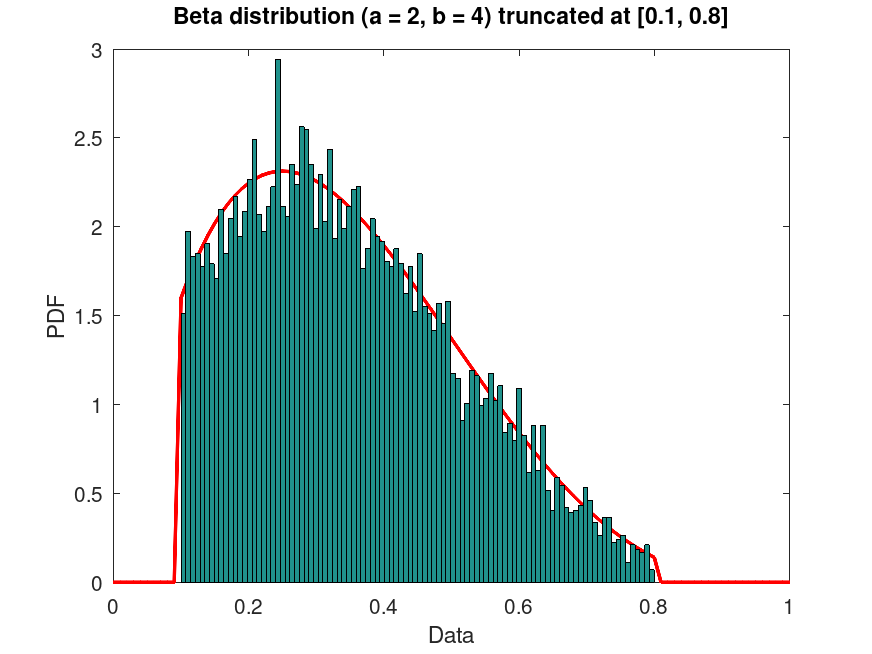 Beta distribution (a = 2, b = 4) truncated at [0.1, 0.8]
3
2.5
2
1.5
1
0.5
0
PDF
0 0.2 0.4 0.6 0.8 1
Data